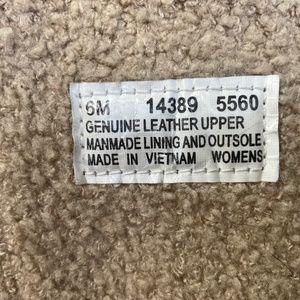 6M 14389 5560
GENUINE LEATHER UPPER
MANMADE LINING AND OUTSOLE
MADE IN VIETNAM WOMENS